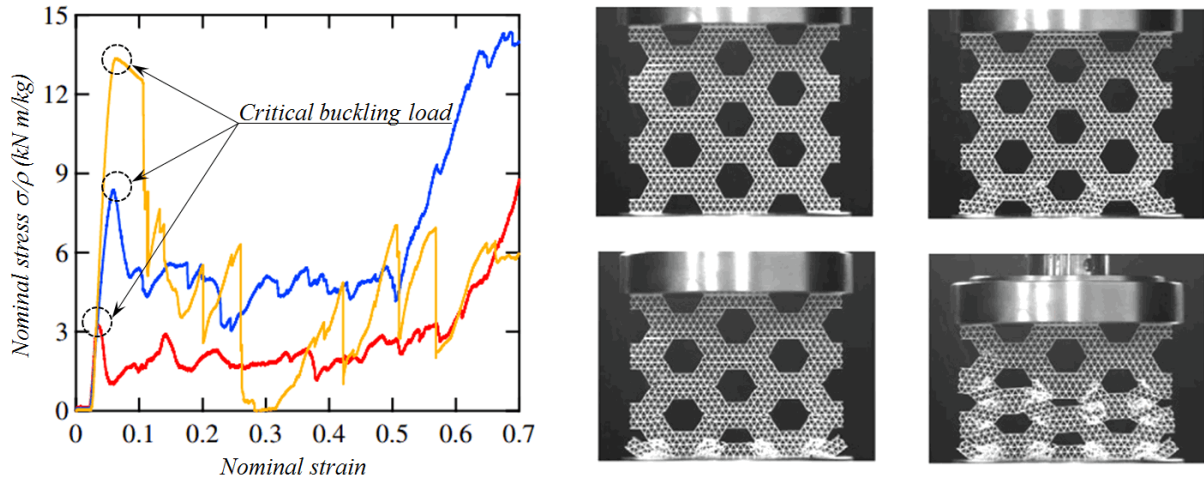 15
12
9
6
3
0
Nominal stress σ/ρ (kN m/kg)
Critical buckling load
0 0.1 0.2 0.3 0.4 0.5 0.6 0.7
Nominal strain